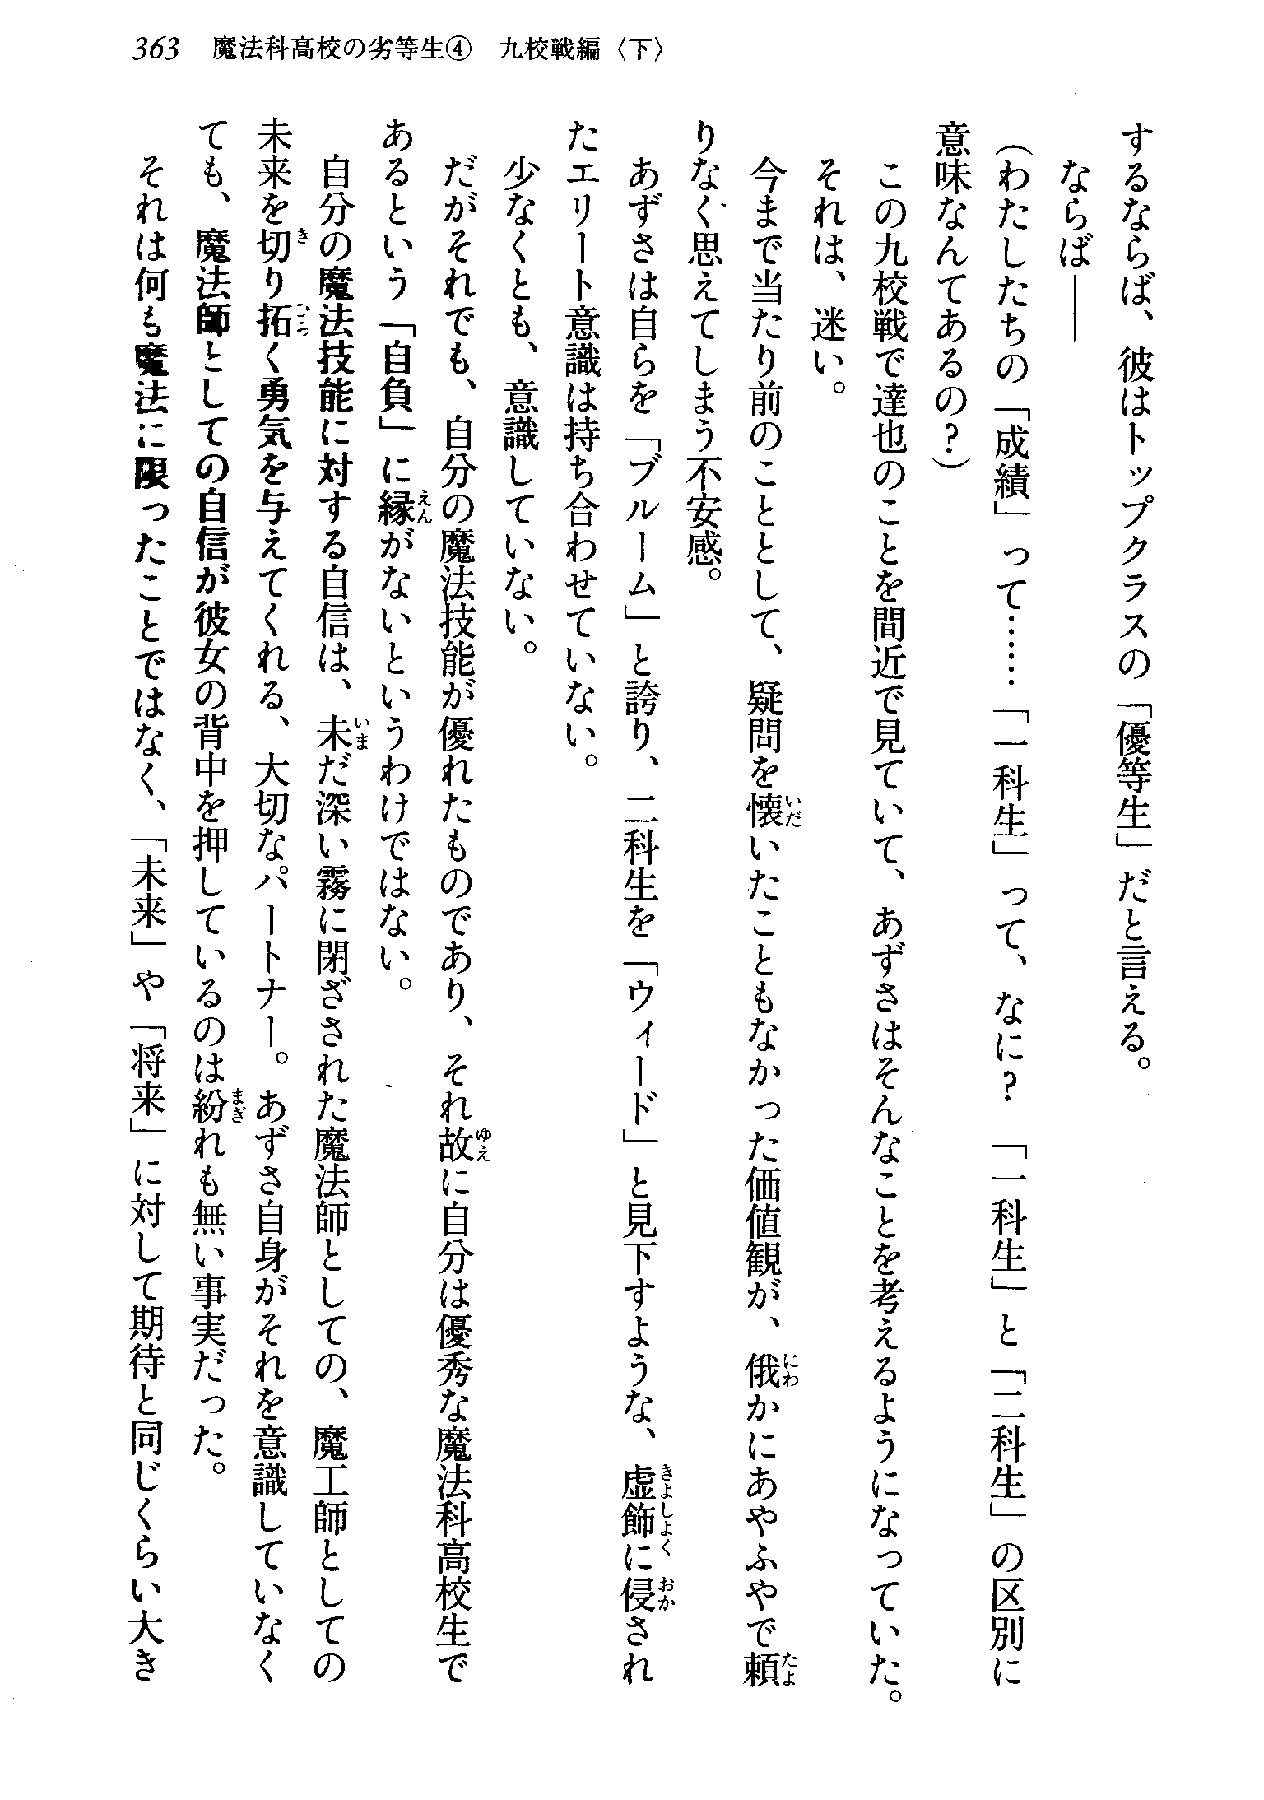 363 魔法科高校の劣等生④ 九校戦編〈下〉
するならば、彼はトップクラスの「優等生」だと言える。
ならば――
（わたしたちの「成績」って……「一科生」って、なに？ 「一科生」と「二科生」の区別に
意味なんてあるの？）
この九校戦で達也のことを間近で見ていて、あずさはそんなことを考えるようになっていた。
それは、迷い。
今まで当たり前のこととして、疑問を懐いたこともなかった価値観が、俄かにあやふやで頼
りなく思えてしまう不安感。
あずさは自らを「ブルーム」と誇り、二科生を「ウィード」と見下すような、虚飾に侵され
たエリート意識は持ち合わせていない。
少なくとも、意識していない。
だがそれでも、自分の魔法技能が優れたものであり、それ故に自分は優秀な魔法科高校生で
あるという「自負」に縁がないというわけではない。
自分の魔法技能に対する自信は、未だ深い霧に閉ざされた魔法師としての、魔工師としての
未来を切り拓く勇気を与えてくれる、大切なパートナー。あずさ自身がそれを意識していなく
ても、魔法師としての自信が彼女の背中を押しているのは紛れも無い事実だった。
それは何も魔法に限ったことではなく、「未来」や「将来」に対して期待と同じくらい大き